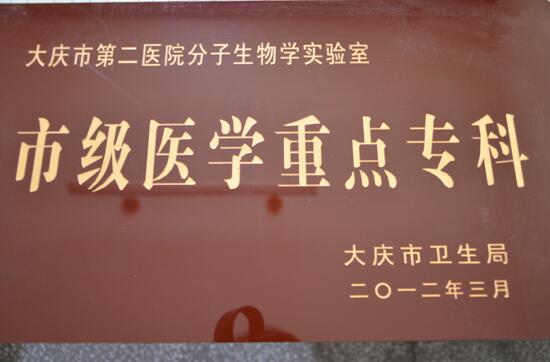 大庆市第二医院分子生物学实验室
市级医学重点专科
大庆市卫生局
二〇一二年三月